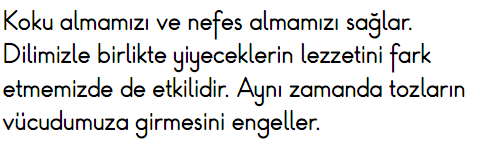 Koku almamızı ve nefes almamızı sağlar.
Dilimizle birlikte yiyeceklerin lezzetini fark
etmemizde de etkilidir. Aynı zamanda tozların
vücudumuza girmesini engeller.